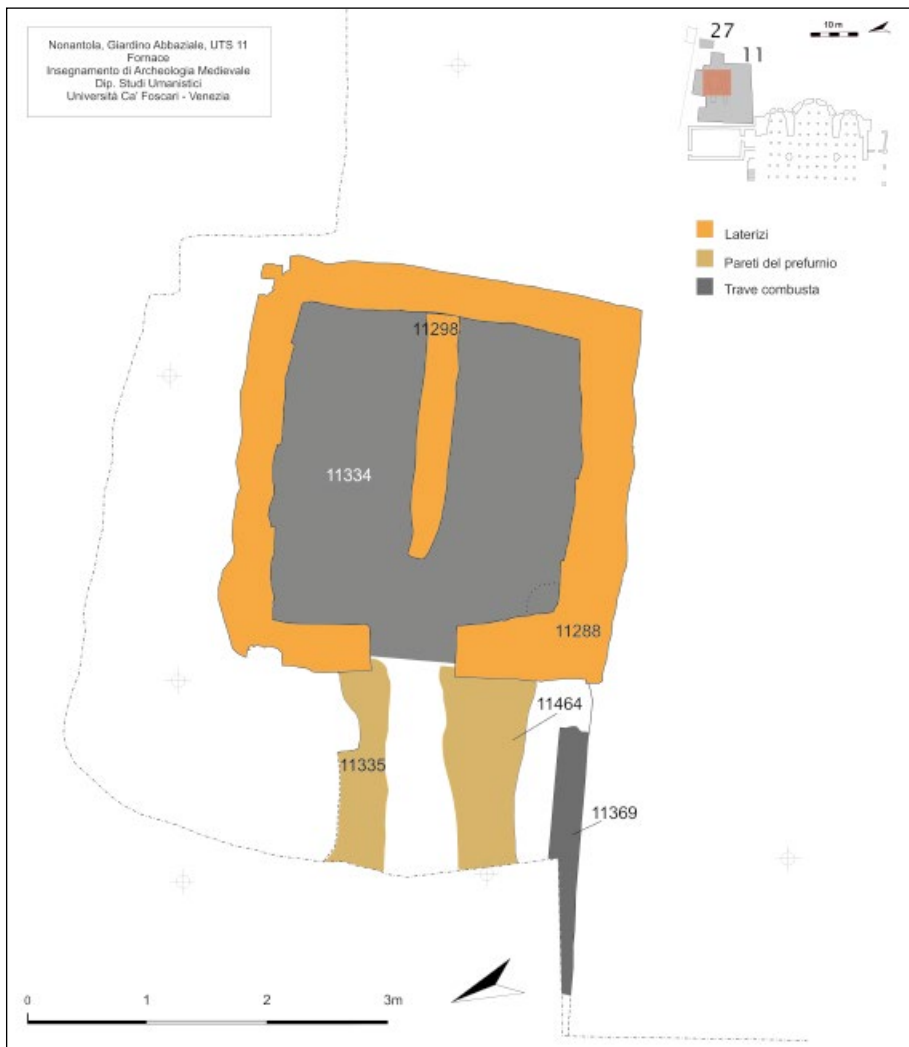 Nonantola, Giardino Abbaziale, UTS 11
Fornace
Insegnamento di Archeologia Medievale
Dip. Studi Umanistici
Università Ca' Foscari - Venezia
10 m
27
11
Laterizi
Pareti del prefurnio
Trave combusta
11298
11334
11288
11464
11335
11369
0 1 2 3m